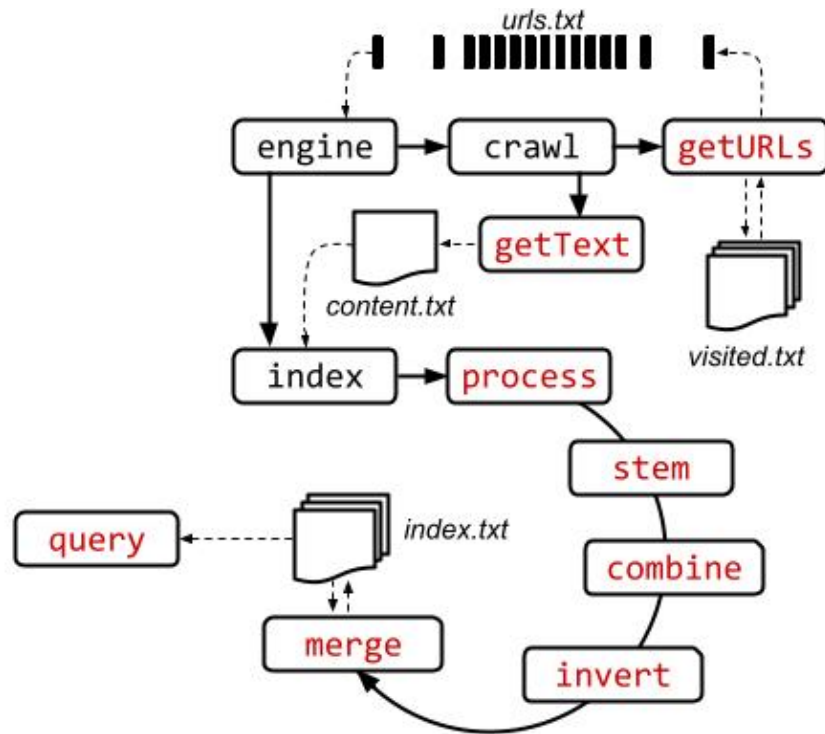 urls.txt
engine
crawl
getURLs
getText
content.txt
visited.txt
index
process
stem
index.txt
query
combine
merge
invert